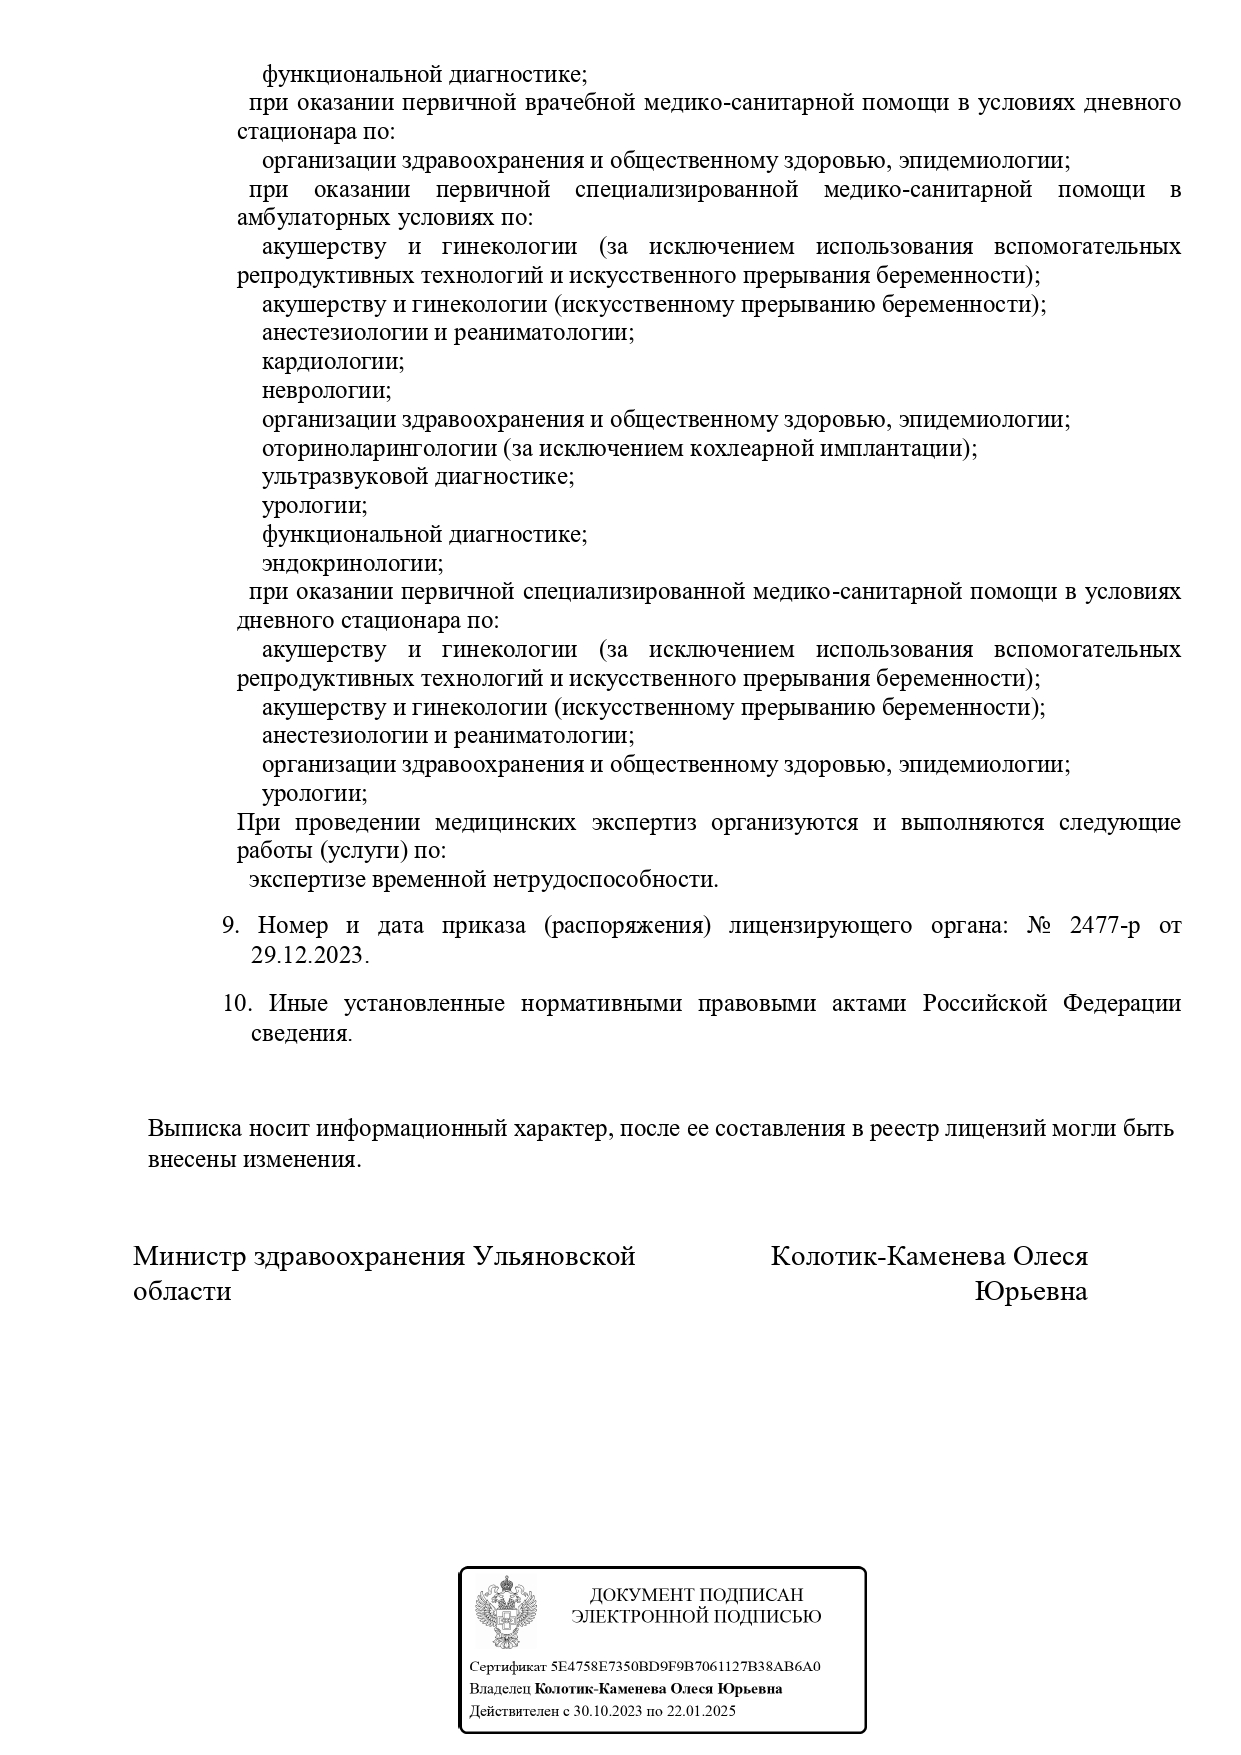 функциональной диагностике;
при оказании первичной врачебной медико-санитарной помощи в условиях дневного
стационара по:
организации здравоохранения и общественному здоровью, эпидемиологии;
при оказании первичной специализированной медико-санитарной помощи в
амбулаторных условиях по:
акушерству и гинекологии (за исключением использования вспомогательных
репродуктивных технологий и искусственного прерывания беременности);
акушерству и гинекологии (искусственному прерыванию беременности);
анестезиологии и реаниматологии;
кардиологии;
неврологии;
организации здравоохранения и общественному здоровью, эпидемиологии;
оториноларингологии (за исключением кохлеарной имплантации);
ультразвуковой диагностике;
урологии;
функциональной диагностике;
эндокринологии;
при оказании первичной специализированной медико-санитарной помощи в условиях
дневного стационара по:
акушерству и гинекологии (за исключением использования вспомогательных
репродуктивных технологий и искусственного прерывания беременности);
акушерству и гинекологии (искусственному прерыванию беременности);
анестезиологии и реаниматологии;
организации здравоохранения и общественному здоровью, эпидемиологии;
урологии;
При проведении медицинских экспертиз организуются и выполняются следующие
работы (услуги) по:
экспертизе временной нетрудоспособности.
9. Номер и дата приказа (распоряжения) лицензирующего органа: № 2477-р от
29.12.2023.
10. Иные установленные нормативными правовыми актами Российской Федерации
сведения.
Выписка носит информационный характер, после ее составления в реестр лицензий могли быть
внесены изменения.
Министр здравоохранения Ульяновской
области
Колотик-Каменева Олеся
Юрьевна
ДОКУМЕНТ ПОДПИСАН
ЭЛЕКТРОННОЙ ПОДПИСЬЮ
Сертификат 5E4758E7350BD9F9B7061127B38AB6A0
Владелец Колотик-Каменева Олеся Юрьевна
Действителен с 30.10.2023 по 22.01.2025